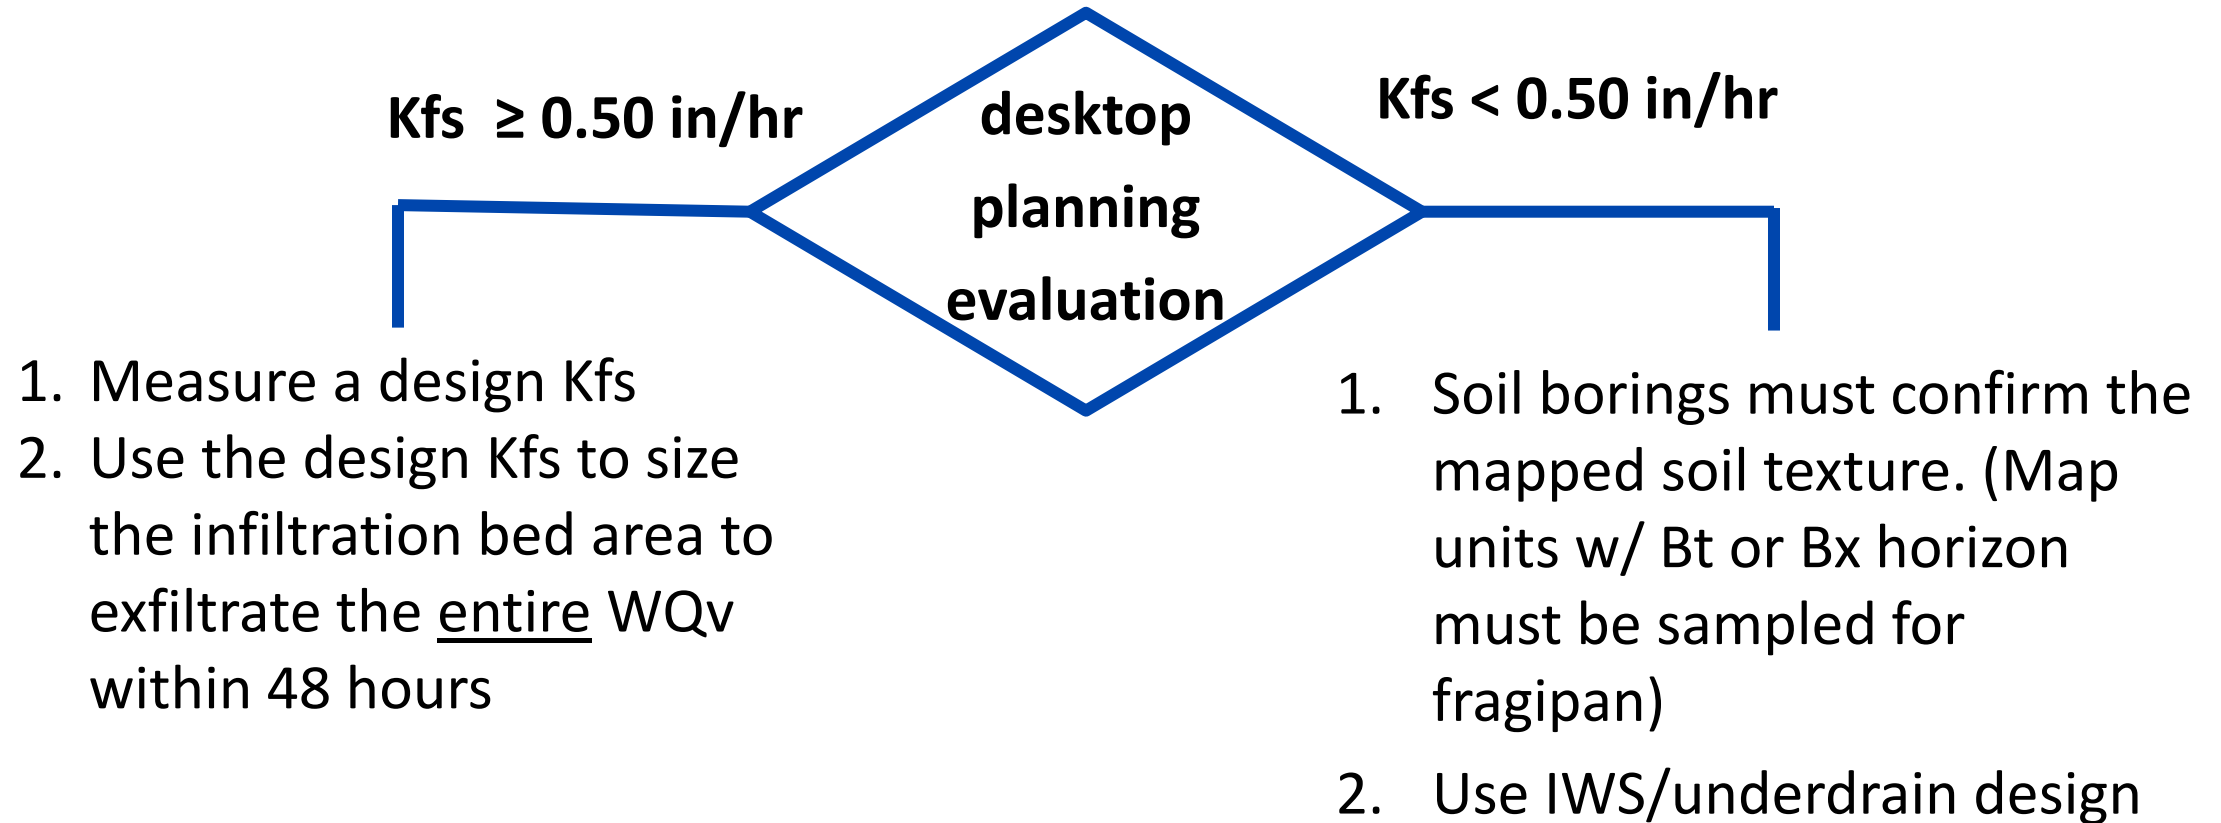 desktop
planning
evaluation
Kfs ≥ 0.50 in/hr
1. Measure a design Kfs
2. Use the design Kfs to size
the infiltration bed area to
exfiltrate the entire WQv
within 48 hours
Kfs < 0.50 in/hr
1. Soil borings must confirm the
mapped soil texture. (Map
units w/ Bt or Bx horizon
must be sampled for
fragipan)
2. Use IWS/underdrain design